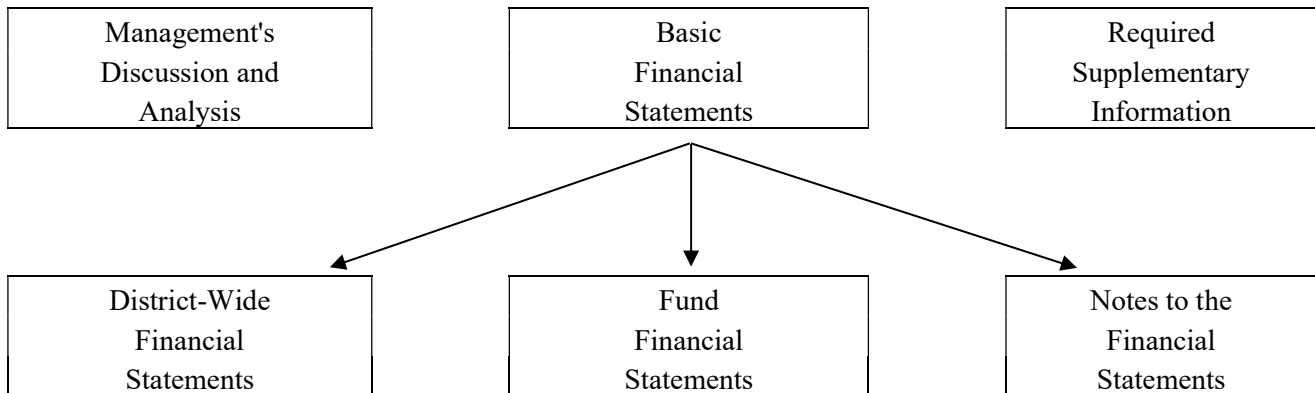 Management's
Discussion and
Analysis
Basic
Financial
Statements
Required
Supplementary
Information
District-Wide
Financial
Statements
Fund
Financial
Statements
Notes to the
Financial
Statements